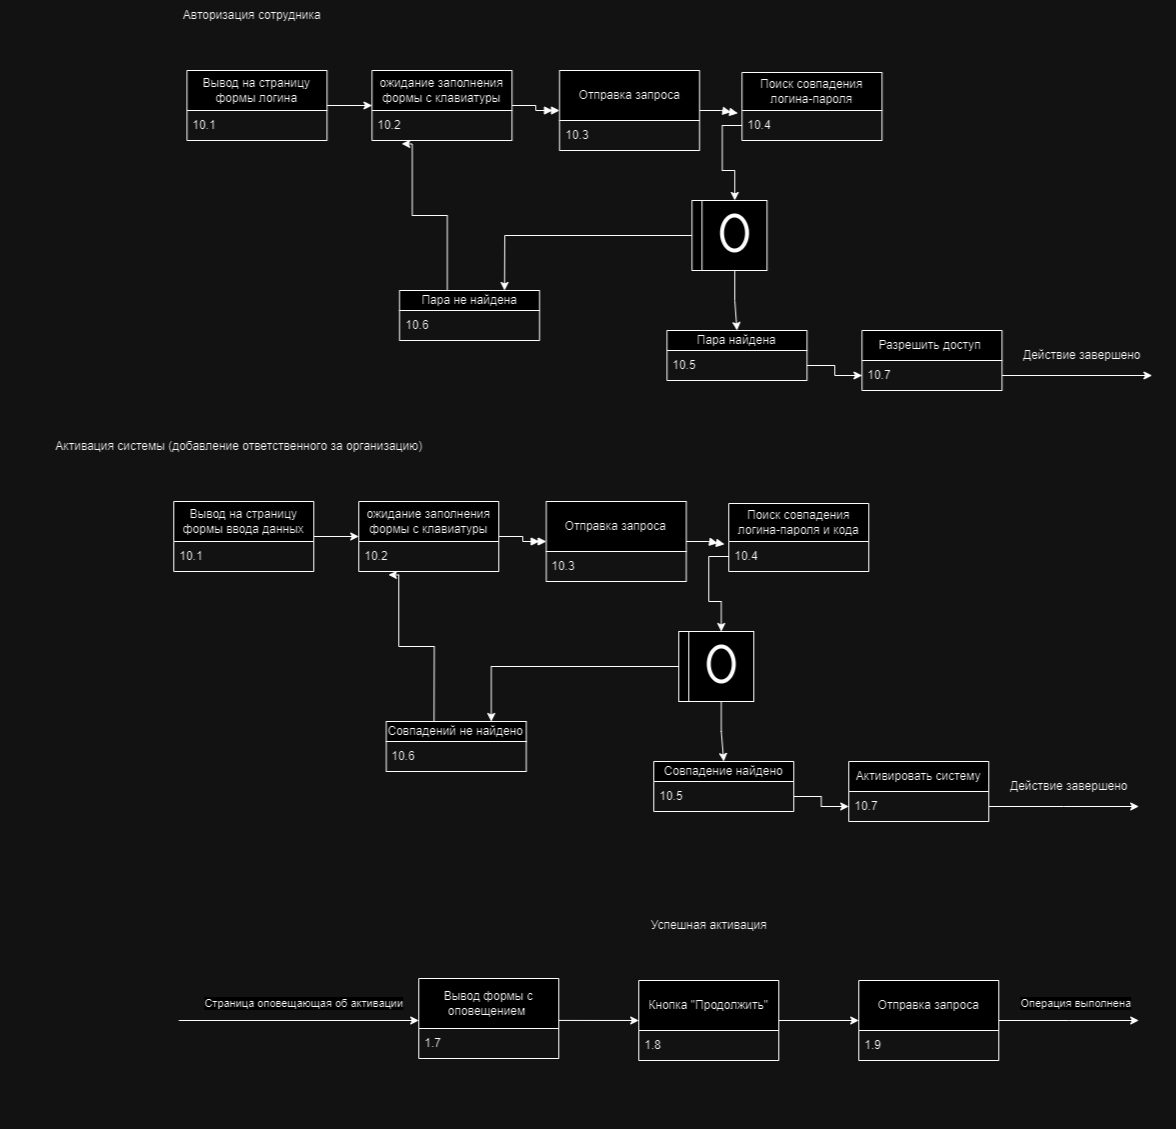 Авторизация сотрудника
Вывод на страницу
формы логина
10.1
ожидание заполнения
формы с клавиатуры
10.2
Отправка запроса
10.3
Поиск совпадения
логина-пароля
10.4
O
Пара не найдена
10.6
Пара найдена
10.5
Разрешить доступ
10.7
Действие завершено
Активация системы (добавление ответственного за организацию)
Вывод на страницу
формы ввода данных
10.1
ожидание заполнения
формы с клавиатуры
10.2
Отправка запроса
10.3
Поиск совпадения
логина-пароля и кода
10.4
O
Совпадений не найдено
10.6
Совпадение найдено
10.5
Активировать систему
10.7
Действие завершено
Успешная активация
Страница оповещающая об активации
Вывод формы с
оповещением
1.7
Кнопка "Продолжить"
1.8
Отправка запроса
1.9
Операция выполнена